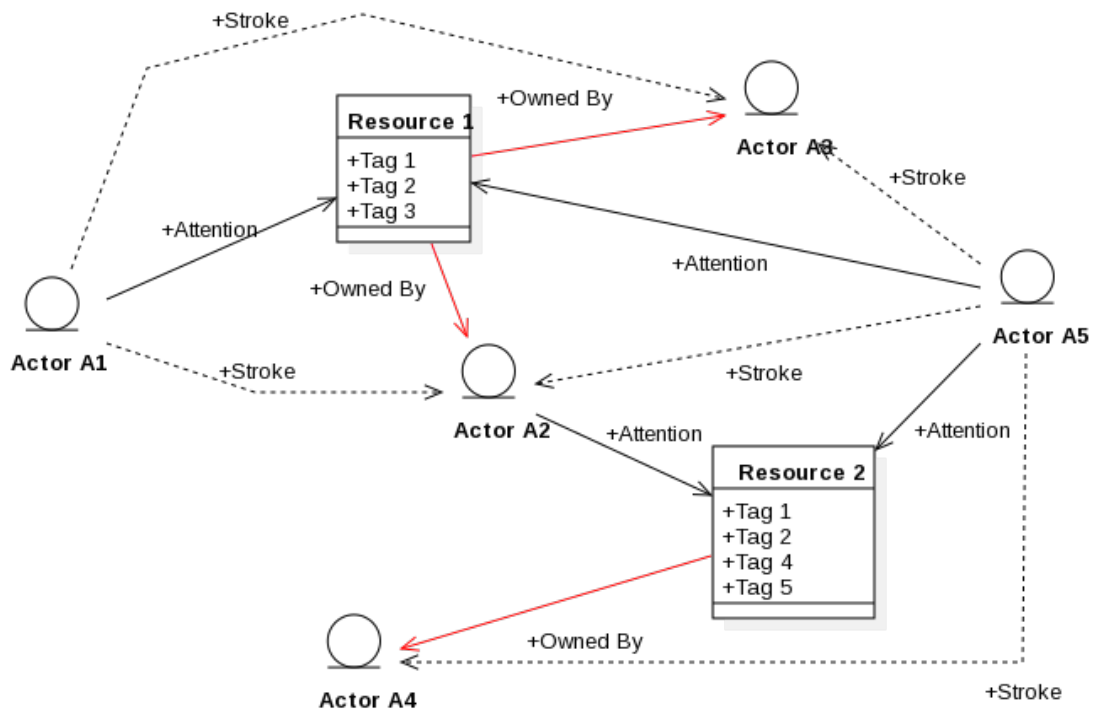 +Stroke
+Owned By
Resource 1
+Tag 1
+Tag 2
+Tag 3
Actor A3
+Stroke
+Attention
+Attention
+Owned By
Actor A1
Actor A5
+Stroke
+Stroke
Actor A2
+Attention
+Attention
Resource 2
+Tag 1
+Tag 2
+Tag 4
+Tag 5
+Owned By
Actor A4
+Stroke